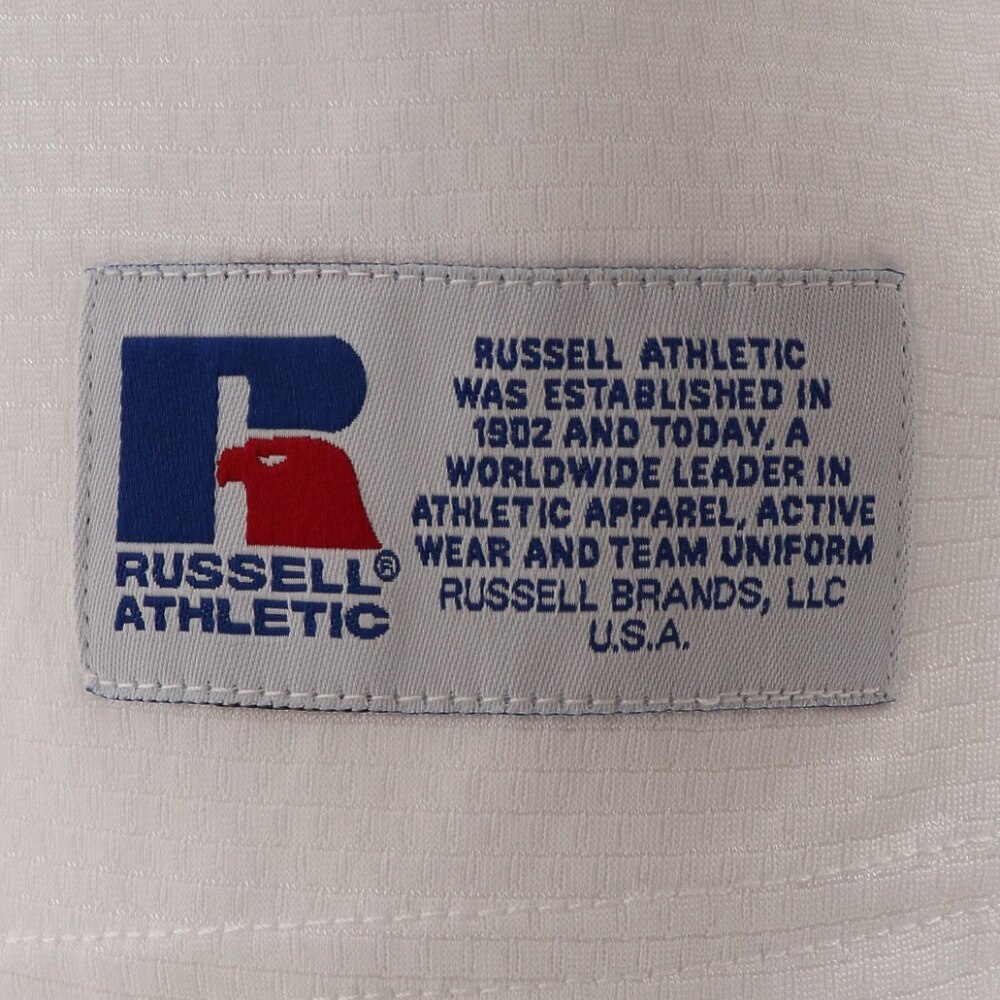 R
RUSSELL®
ATHLETIC
RUSSELL ATHLETIC
WAS ESTABLISHED IN
1902 AND TODAY, A
WORLDWIDE LEADER IN
ATHLETIC APPAREL, ACTIVE
WEAR AND TEAM UNIFORM
RUSSELL BRANDS, LLC
U.S.A.